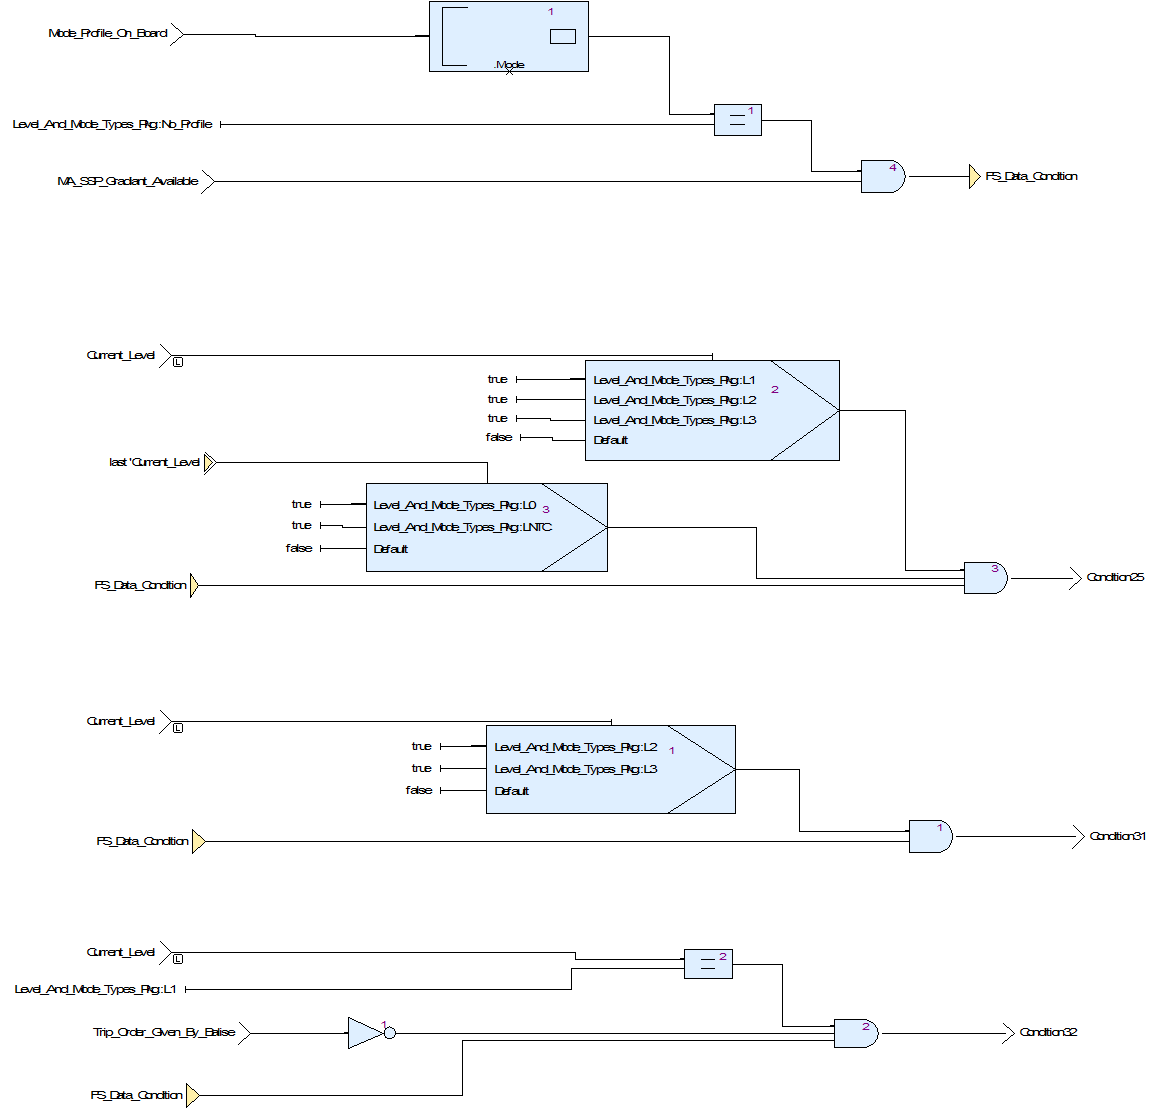 1
Mode_Profile_On_Board
.Mode
1
Level_And_Mode_Types_Pkg::No_Profile
4
MA_SSP_Gradiant_Available
FS_Data_Condition
Current_Level
L
true
Level_And_Mode_Types_Pkg::L1
2
true
Level_And_Mode_Types_Pkg::L2
true
Level_And_Mode_Types_Pkg::L3
false
Default
last 'Current_Level
true
Level_And_Mode_Types_Pkg::L0
3
true
Level_And_Mode_Types_Pkg::LNTC
false
Default
3
Condition25
FS_Data_Condition
Current_Level
L
true
Level_And_Mode_Types_Pkg::L2
1
true
Level_And_Mode_Types_Pkg::L3
false
Default
1
Condition31
FS_Data_Condition
Current_Level
L
2
Level_And_Mode_Types_Pkg::L1
Trip_Order_Given_By_Balise
1
2
Condition32
FS_Data_Condition